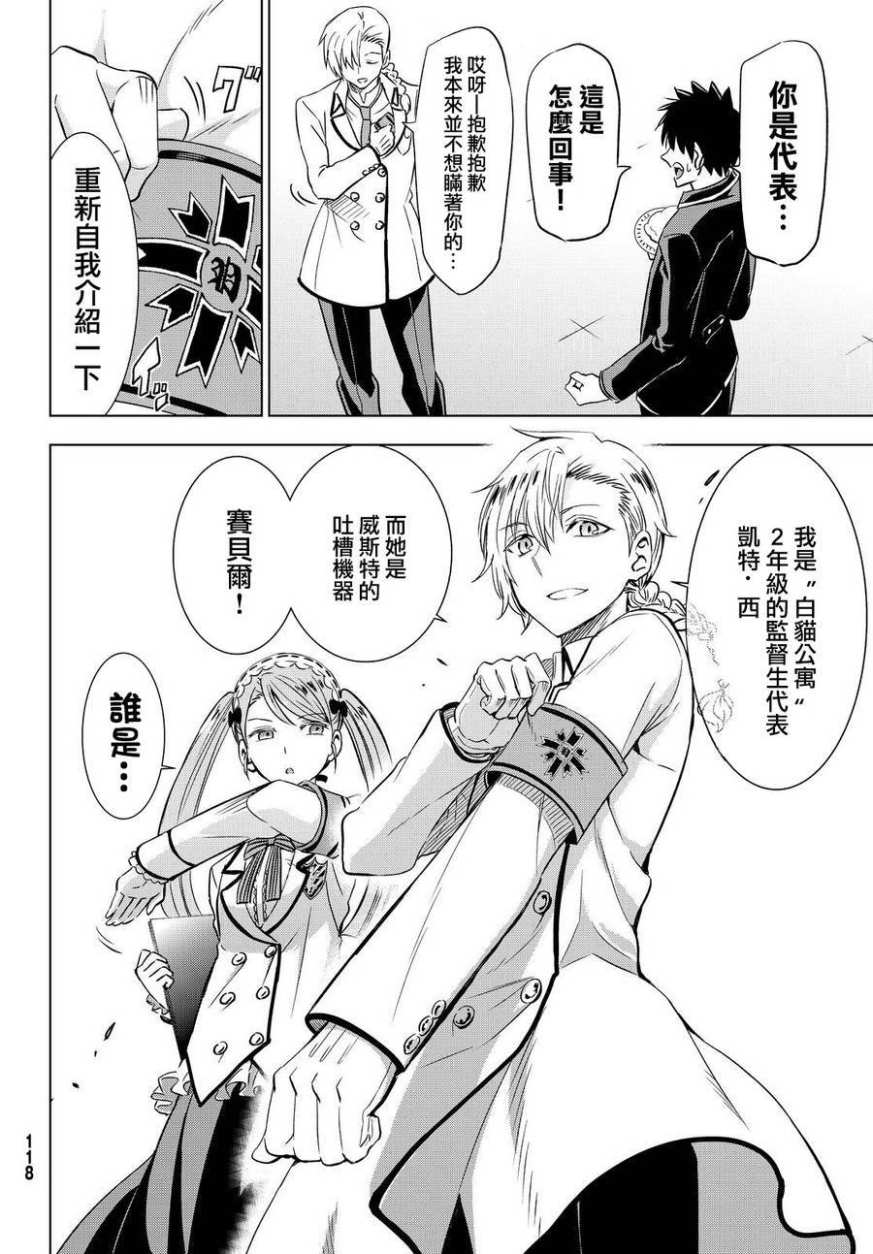 你是代表…
這是
怎麼回事！
哎呀—抱歉抱歉
我本來並不想瞞著你的…
グ゛
重新自我介紹一下
我是〝白貓公寓〞
2年級的監督生代表
凱特·西
而她是
威斯特的
吐槽機器
賽貝爾！
誰是…
118